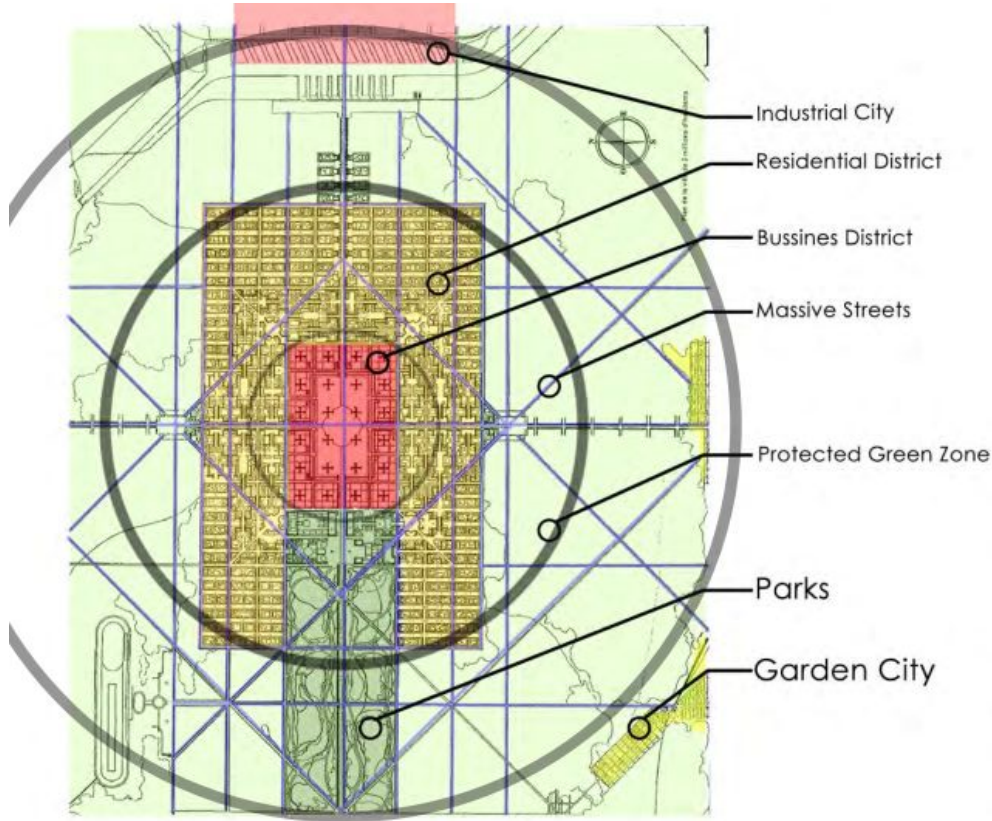 Industrial City
Residential District
Bussines District
Massive Streets
Protected Green Zone
Parks
Garden City